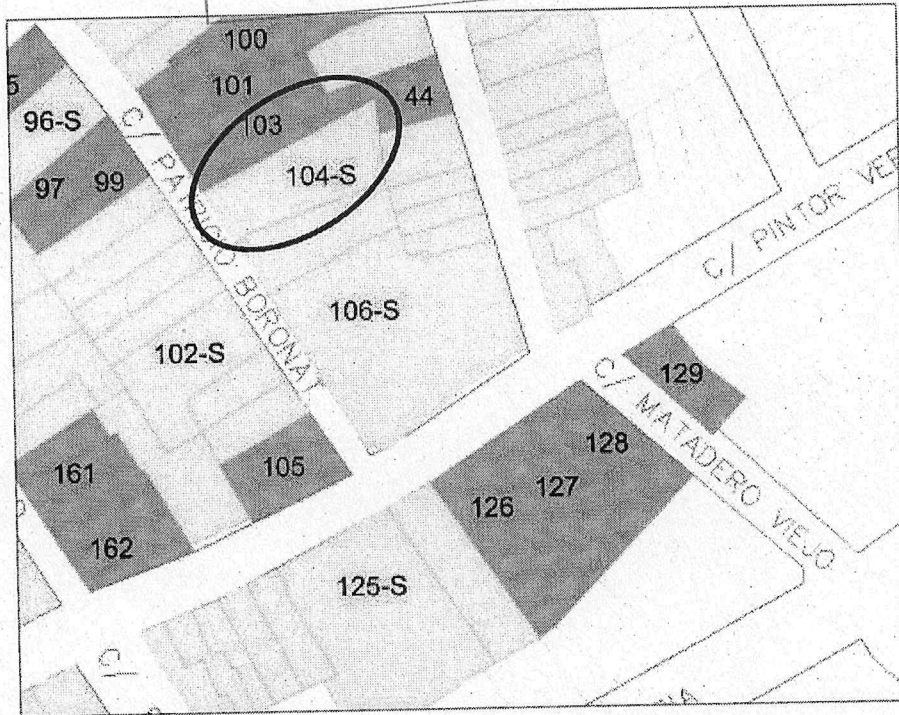 100
101
103
44
5
96-S
97
99
104-S
C/ PATRICIO BORONAT
106-S
102-S
C/ PINTOR
129
C/ MATADERO VIEJO
128
127
126
105
161
162
125-S
C/